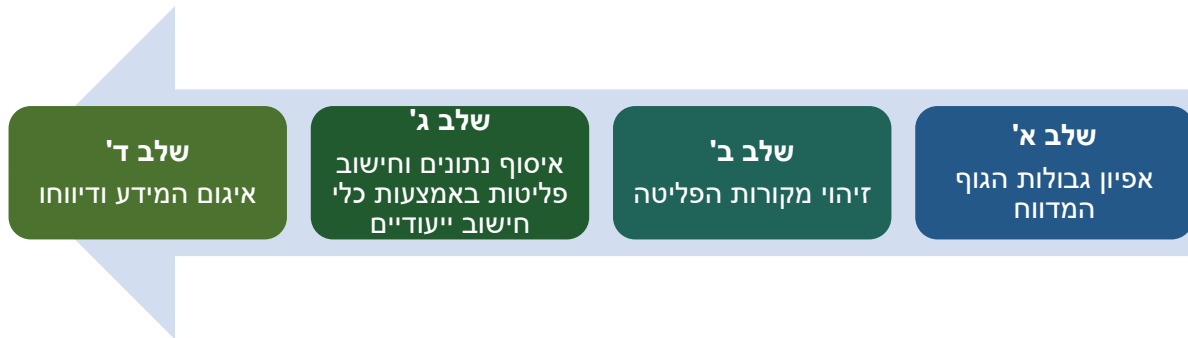 שלב א'
אפיון גבולות הגוף
המדווח
שלב ב'
זיהוי מקורות הפליטה
שלב ג'
איסוף נתונים וחישוב
פליטות באמצעות כלי
חישוב ייעודיים
שלב ד'
איגום המידע ודיווחו